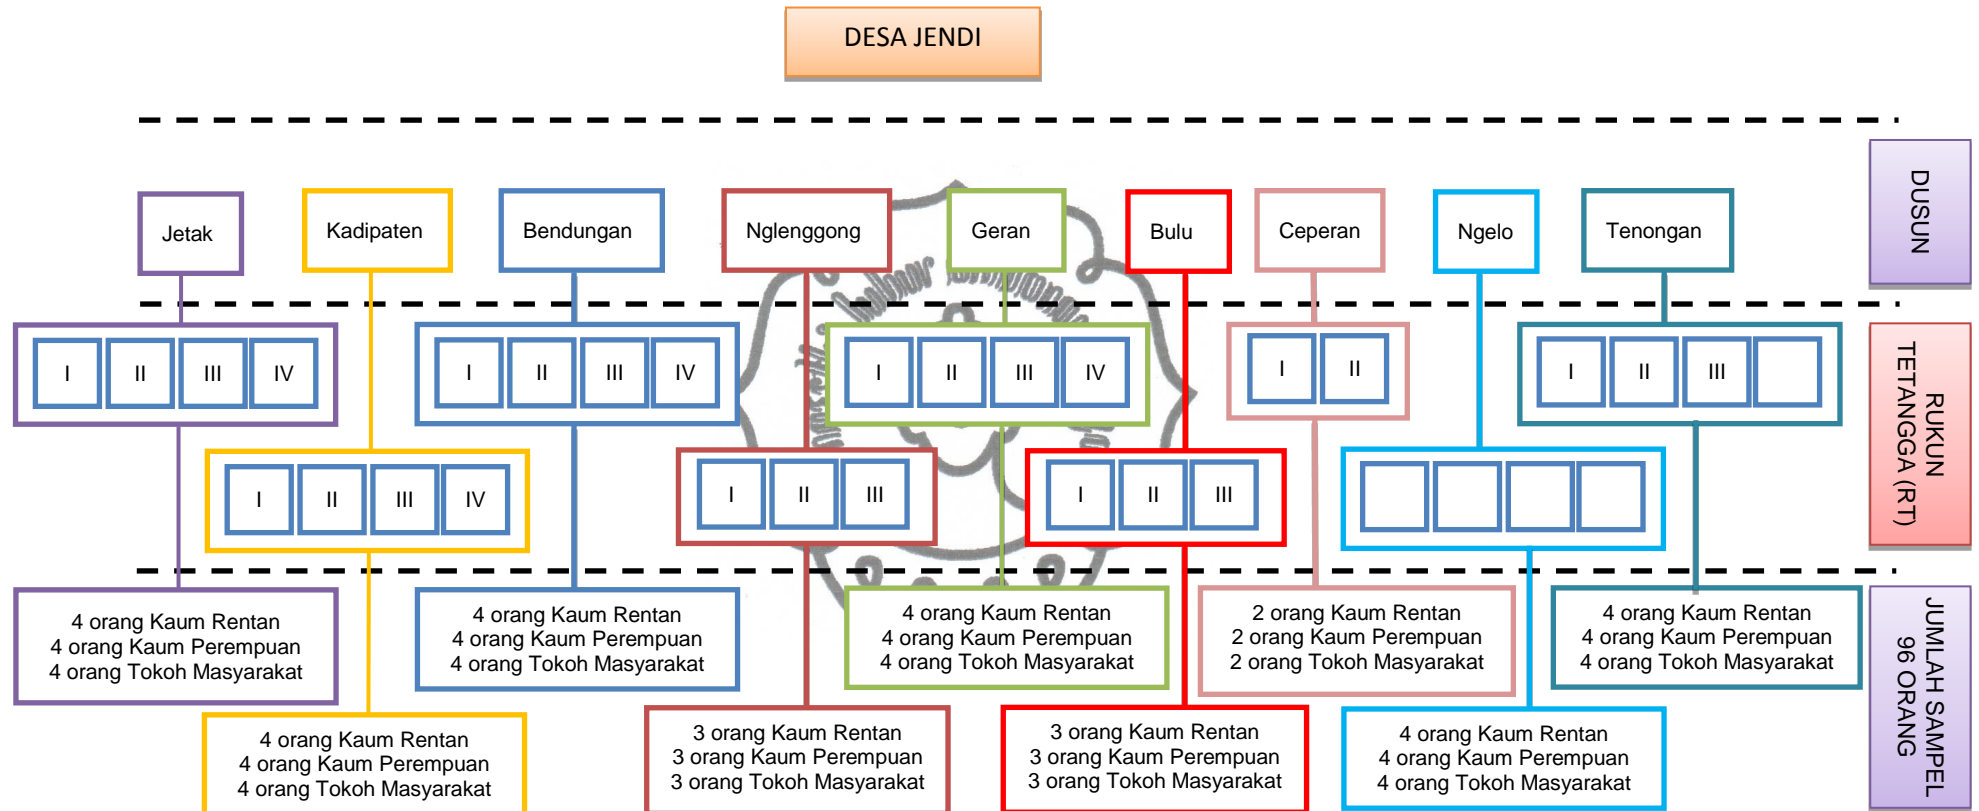 DESA JENDI
DUSUN
Jetak
Kadipaten
Bendungan
Nglenggong
Geran
Bulu
Ceperan
Ngelo
Tenongan
RUKUN
TETANGGA (RT)
I II III IV
I II III IV
I II III IV
I II
I II III
I II III IV
I II III
I II III
JUMLAH SAMPEL
96 ORANG
4 orang Kaum Rentan
4 orang Kaum Perempuan
4 orang Tokoh Masyarakat
4 orang Kaum Rentan
4 orang Kaum Perempuan
4 orang Tokoh Masyarakat
4 orang Kaum Rentan
4 orang Kaum Perempuan
4 orang Tokoh Masyarakat
2 orang Kaum Rentan
2 orang Kaum Perempuan
2 orang Tokoh Masyarakat
4 orang Kaum Rentan
4 orang Kaum Perempuan
4 orang Tokoh Masyarakat
4 orang Kaum Rentan
4 orang Kaum Perempuan
4 orang Tokoh Masyarakat
3 orang Kaum Rentan
3 orang Kaum Perempuan
3 orang Tokoh Masyarakat
3 orang Kaum Rentan
3 orang Kaum Perempuan
3 orang Tokoh Masyarakat
4 orang Kaum Rentan
4 orang Kaum Perempuan
4 orang Tokoh Masyarakat